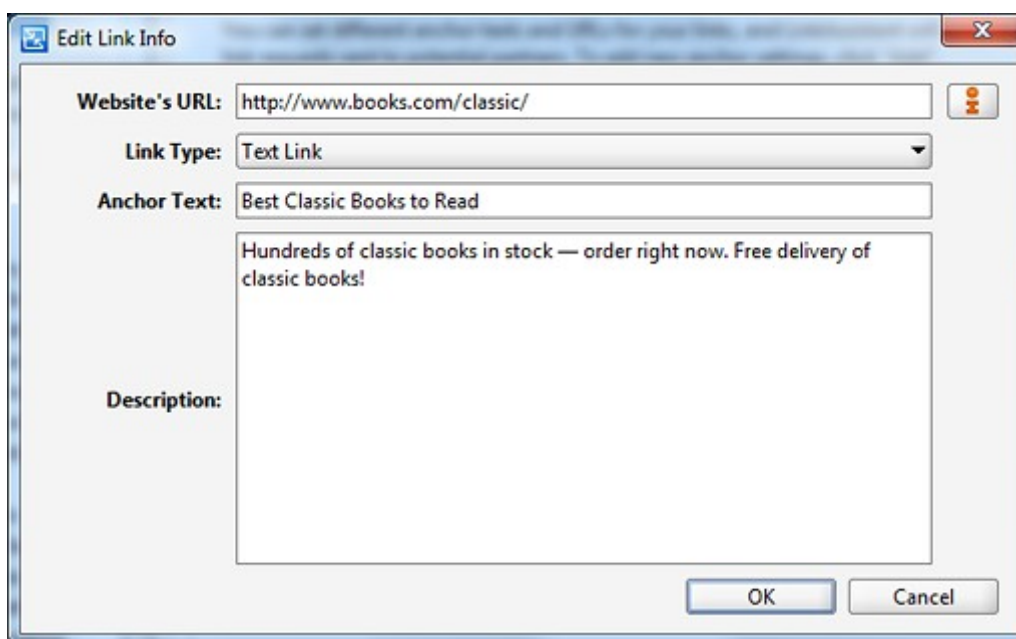 Edit Link Info
Website's URL: http://www.books.com/classic/
Link Type: Text Link
Anchor Text: Best Classic Books to Read
Hundreds of classic books in stock — order right now. Free delivery of
classic books!
Description:
OK Cancel